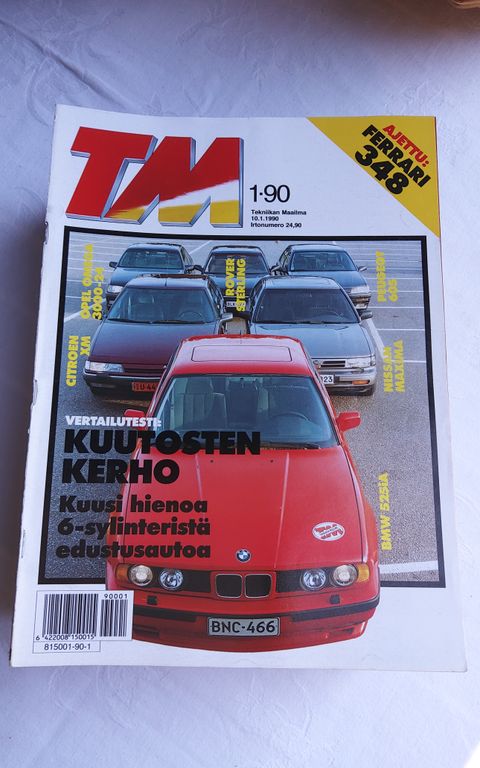 TM
1·90
Tekniikan Maailma
10.1.1990
Irtonumero 24,90
AJETTU:
FERRARI
348
OPEL OMEGA
3000-24
ROVER
STERLING
PEUGEOT
605
CITROEN
XM
NISSAN
MAXIMA
VERTAILUTESTI:
KUUTOSTEN
KERHO
Kuusi hienoa
6-sylinteristä
edustusautoa
BMW 525iA
BNC-466
90001
6 422008 150015
815001-90-1